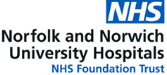 NHS
Norfolk and Norwich
University Hospitals
NHS Foundation Trust